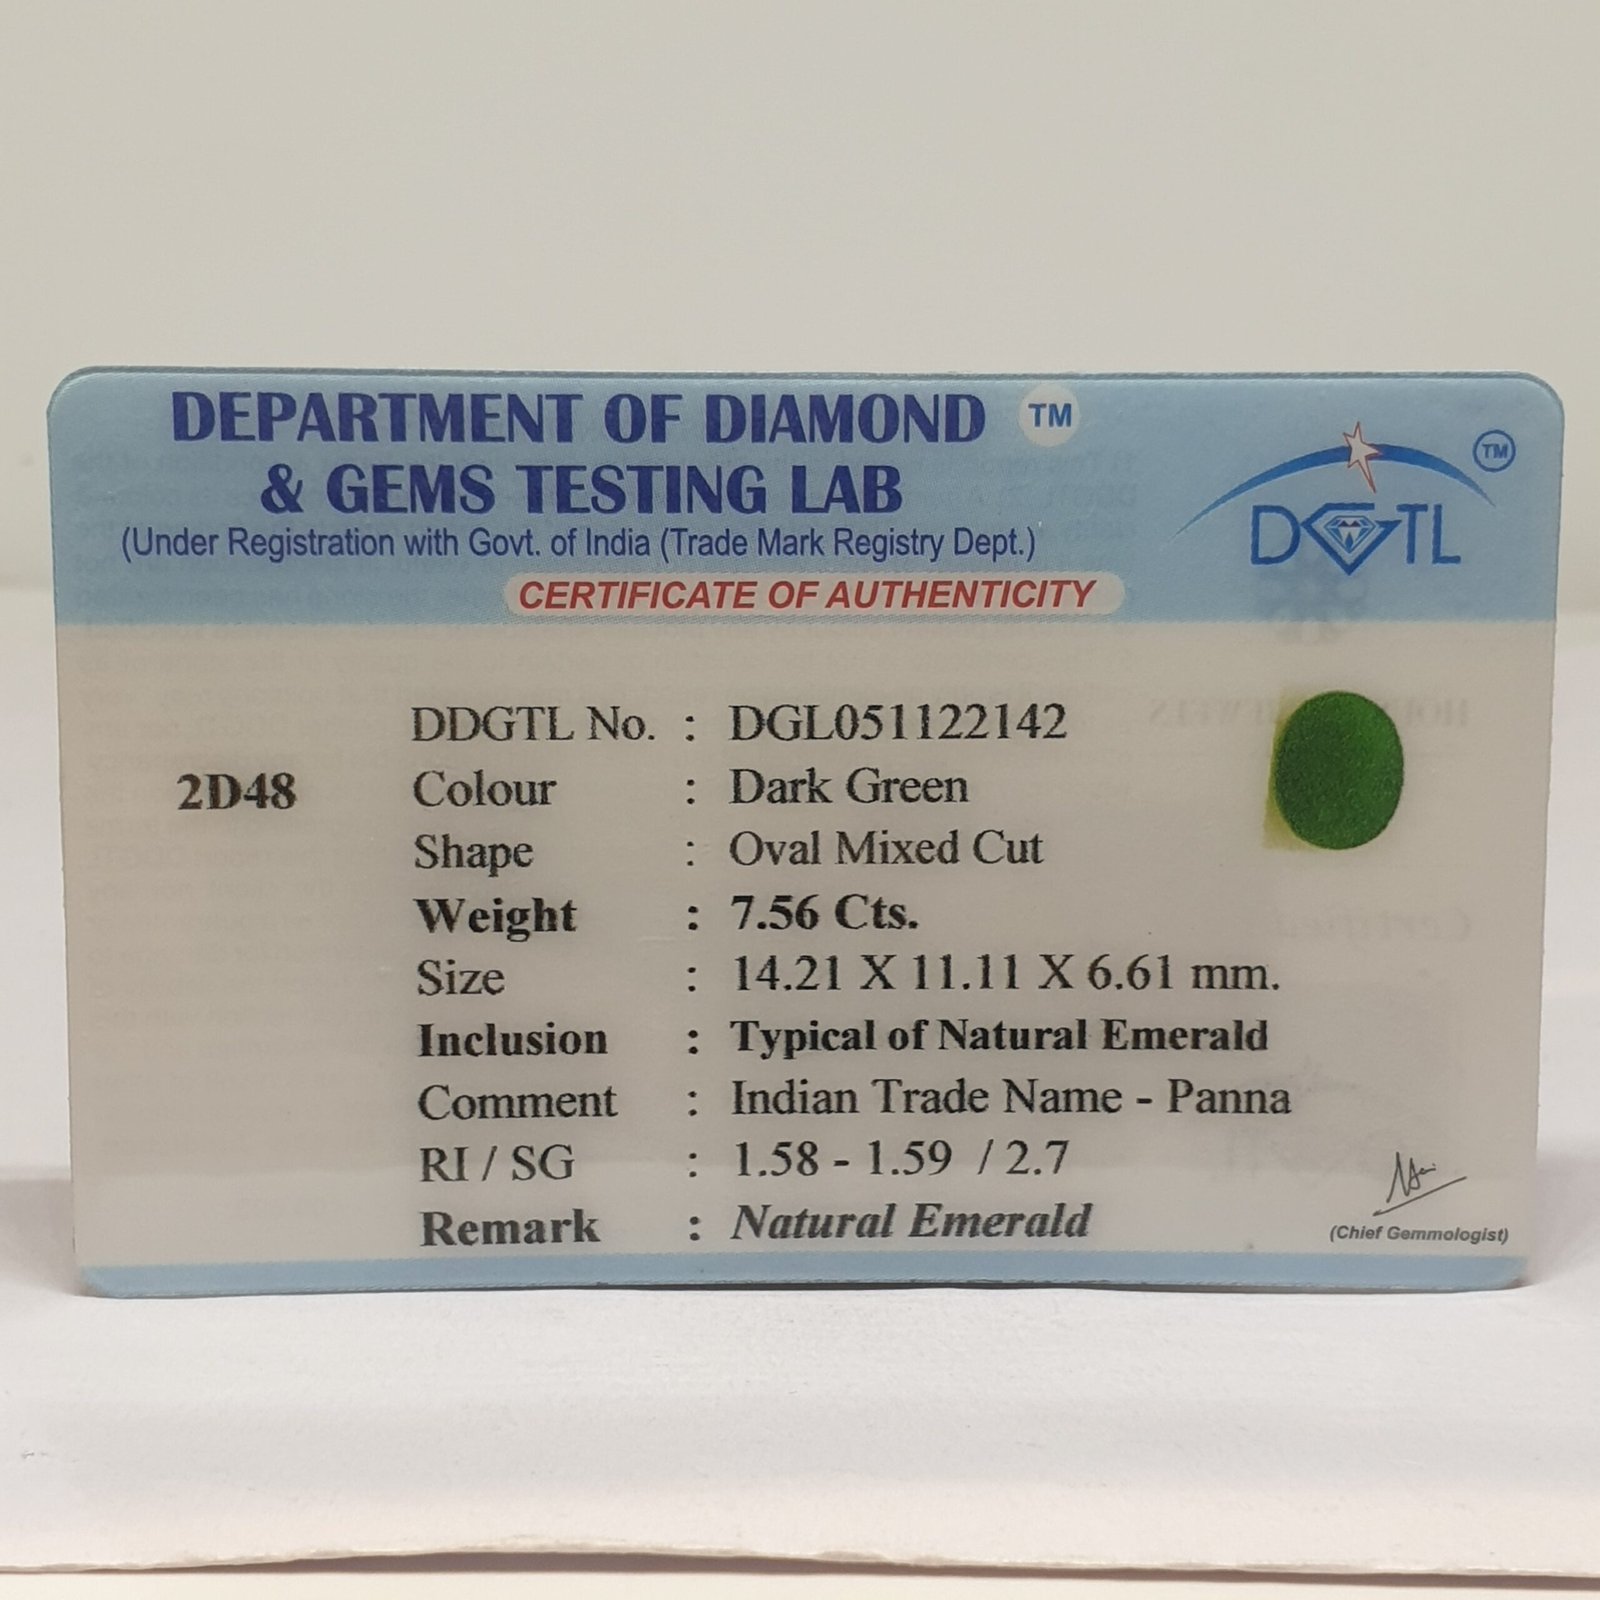 DEPARTMENT OF DIAMOND TM
& GEMS TESTING LAB
(Under Registration with Govt. of India (Trade Mark Registry Dept.)
CERTIFICATE OF AUTHENTICITY
DGTL TM
2D48
DDGTL No. : DGL051122142
Colour : Dark Green
Shape : Oval Mixed Cut
Weight : 7.56 Cts.
Size : 14.21 X 11.11 X 6.61 mm.
Inclusion : Typical of Natural Emerald
Comment : Indian Trade Name - Panna
RI / SG : 1.58 - 1.59 / 2.7
Remark : Natural Emerald
(Chief Gemmologist)